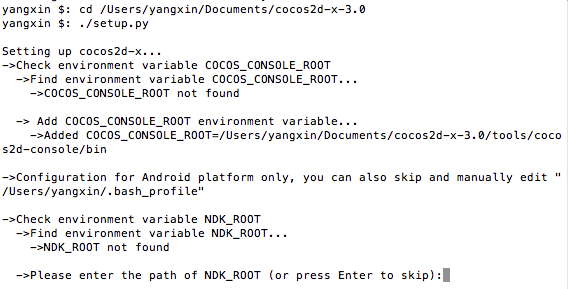 yangxin $: cd /Users/yangxin/Documents/cocos2d-x-3.0
yangxin $: ./setup.py
Setting up cocos2d-x...
->Check environment variable COCOS_CONSOLE_ROOT
->Find environment variable COCOS_CONSOLE_ROOT...
->COCOS_CONSOLE_ROOT not found
-> Add COCOS_CONSOLE_ROOT environment variable...
->Added COCOS_CONSOLE_ROOT=/Users/yangxin/Documents/cocos2d-x-3.0/tools/coco
s2d-console/bin
->Configuration for Android platform only, you can also skip and manually edit "
/Users/yangxin/.bash_profile"
->Check environment variable NDK_ROOT
->Find environment variable NDK_ROOT...
->NDK_ROOT not found
->Please enter the path of NDK_ROOT (or press Enter to skip):